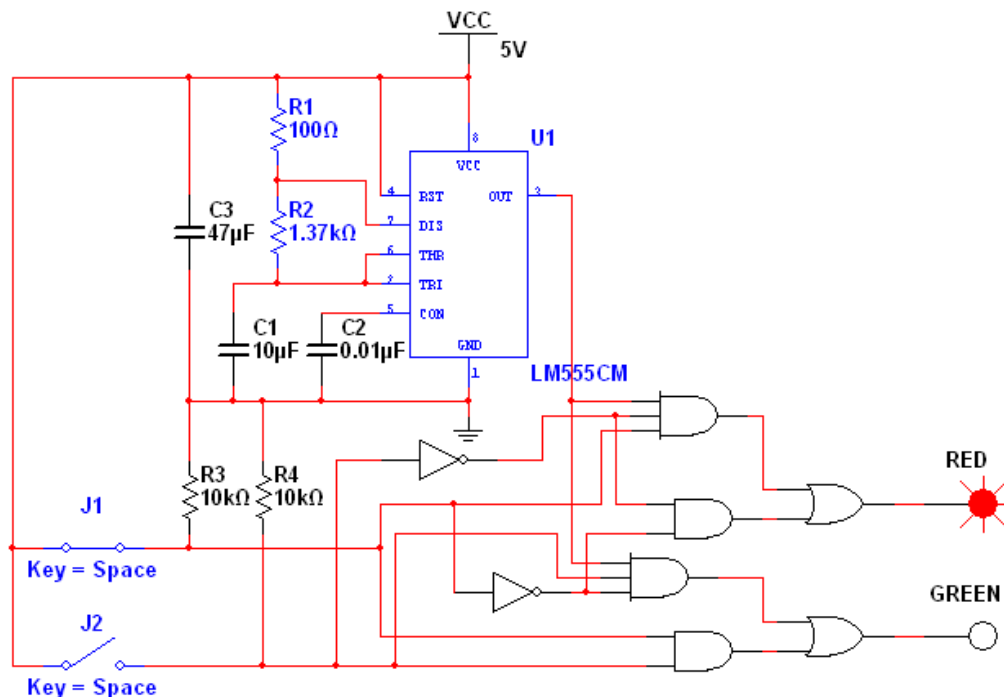 VCC
5V
R1
100Ω
U1
8
VCC
4
RST
OUT
3
C3
47µF
R2
1.37kΩ
7
DIS
6
THR
2
TRI
5
CON
C1
10µF
C2
0.01µF
GND
1
LM555CM
R3
10kΩ
R4
10kΩ
RED
J1
Key = Space
GREEN
J2
Key = Space